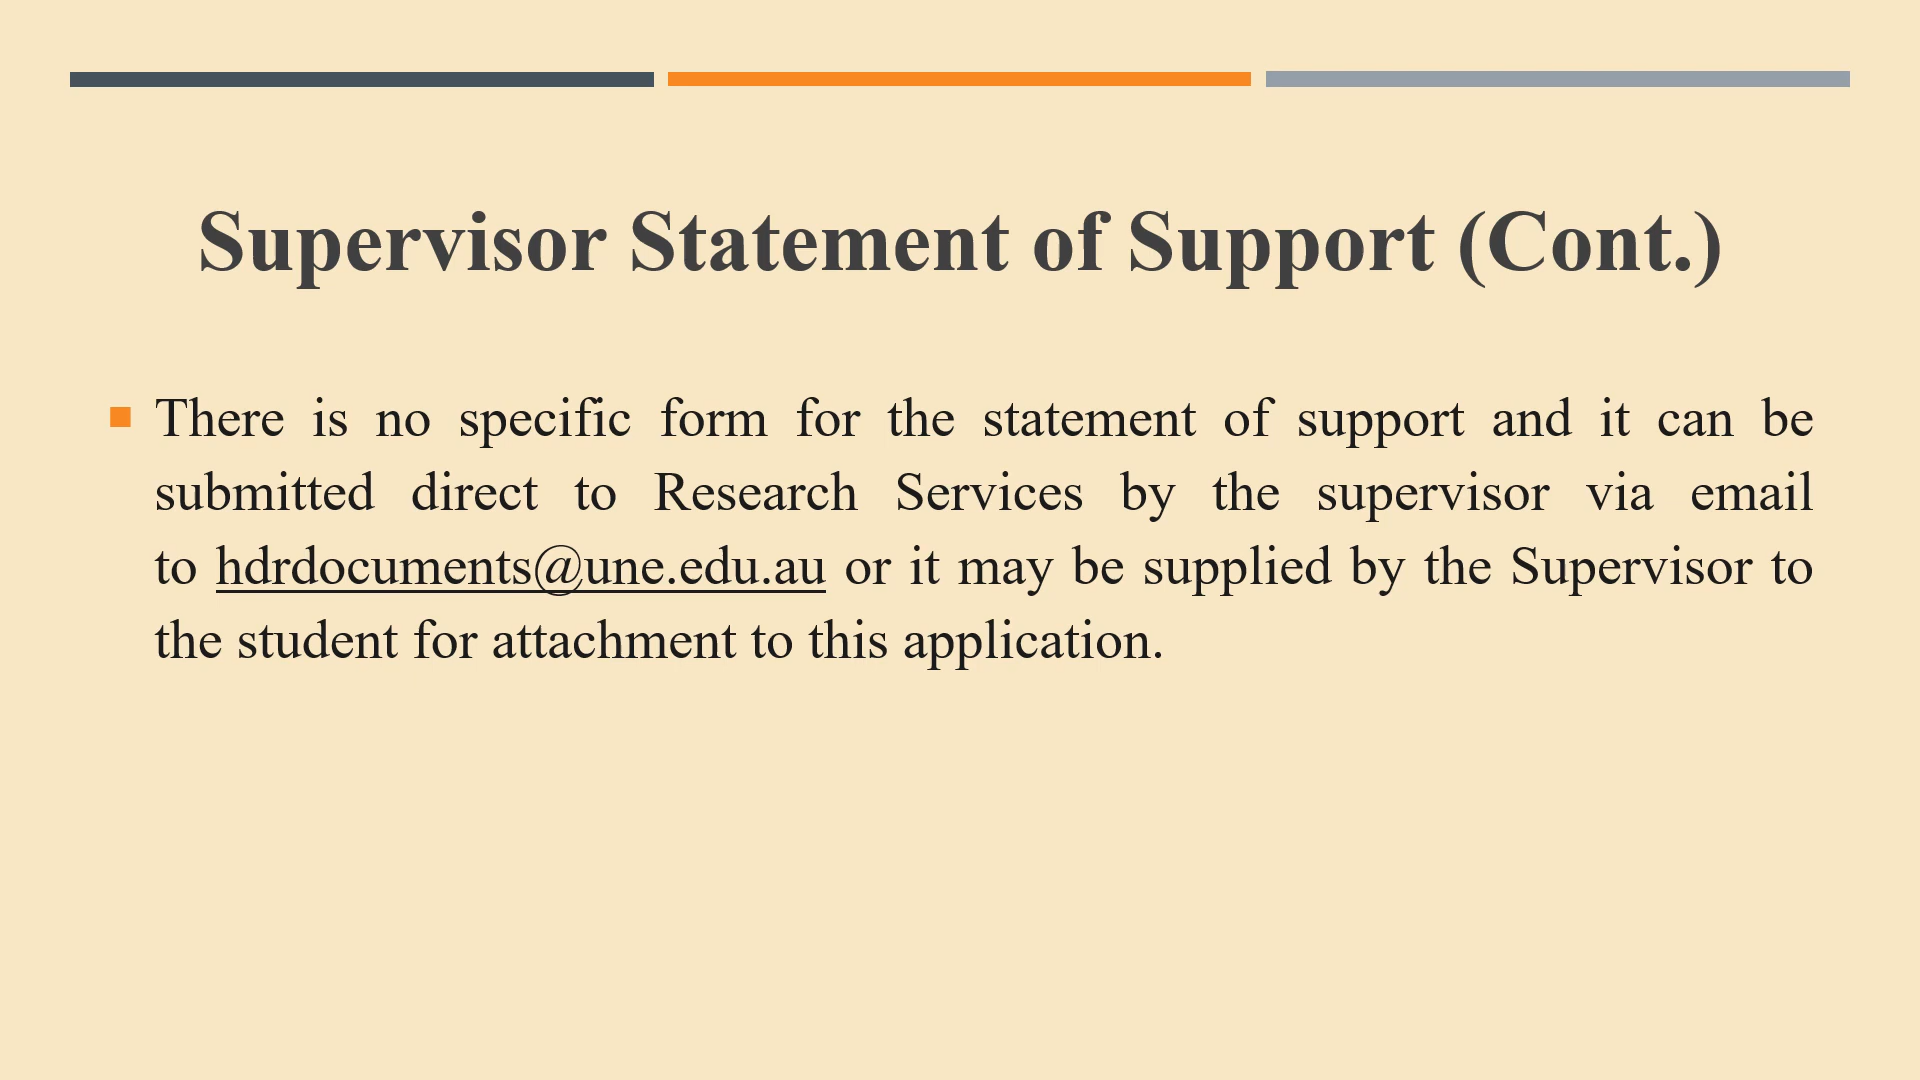 Supervisor Statement of Support (Cont.)
There is no specific form for the statement of support and it can be
submitted direct to Research Services by the supervisor via email
to hdrdocuments@une.edu.au or it may be supplied by the Supervisor to
the student for attachment to this application.